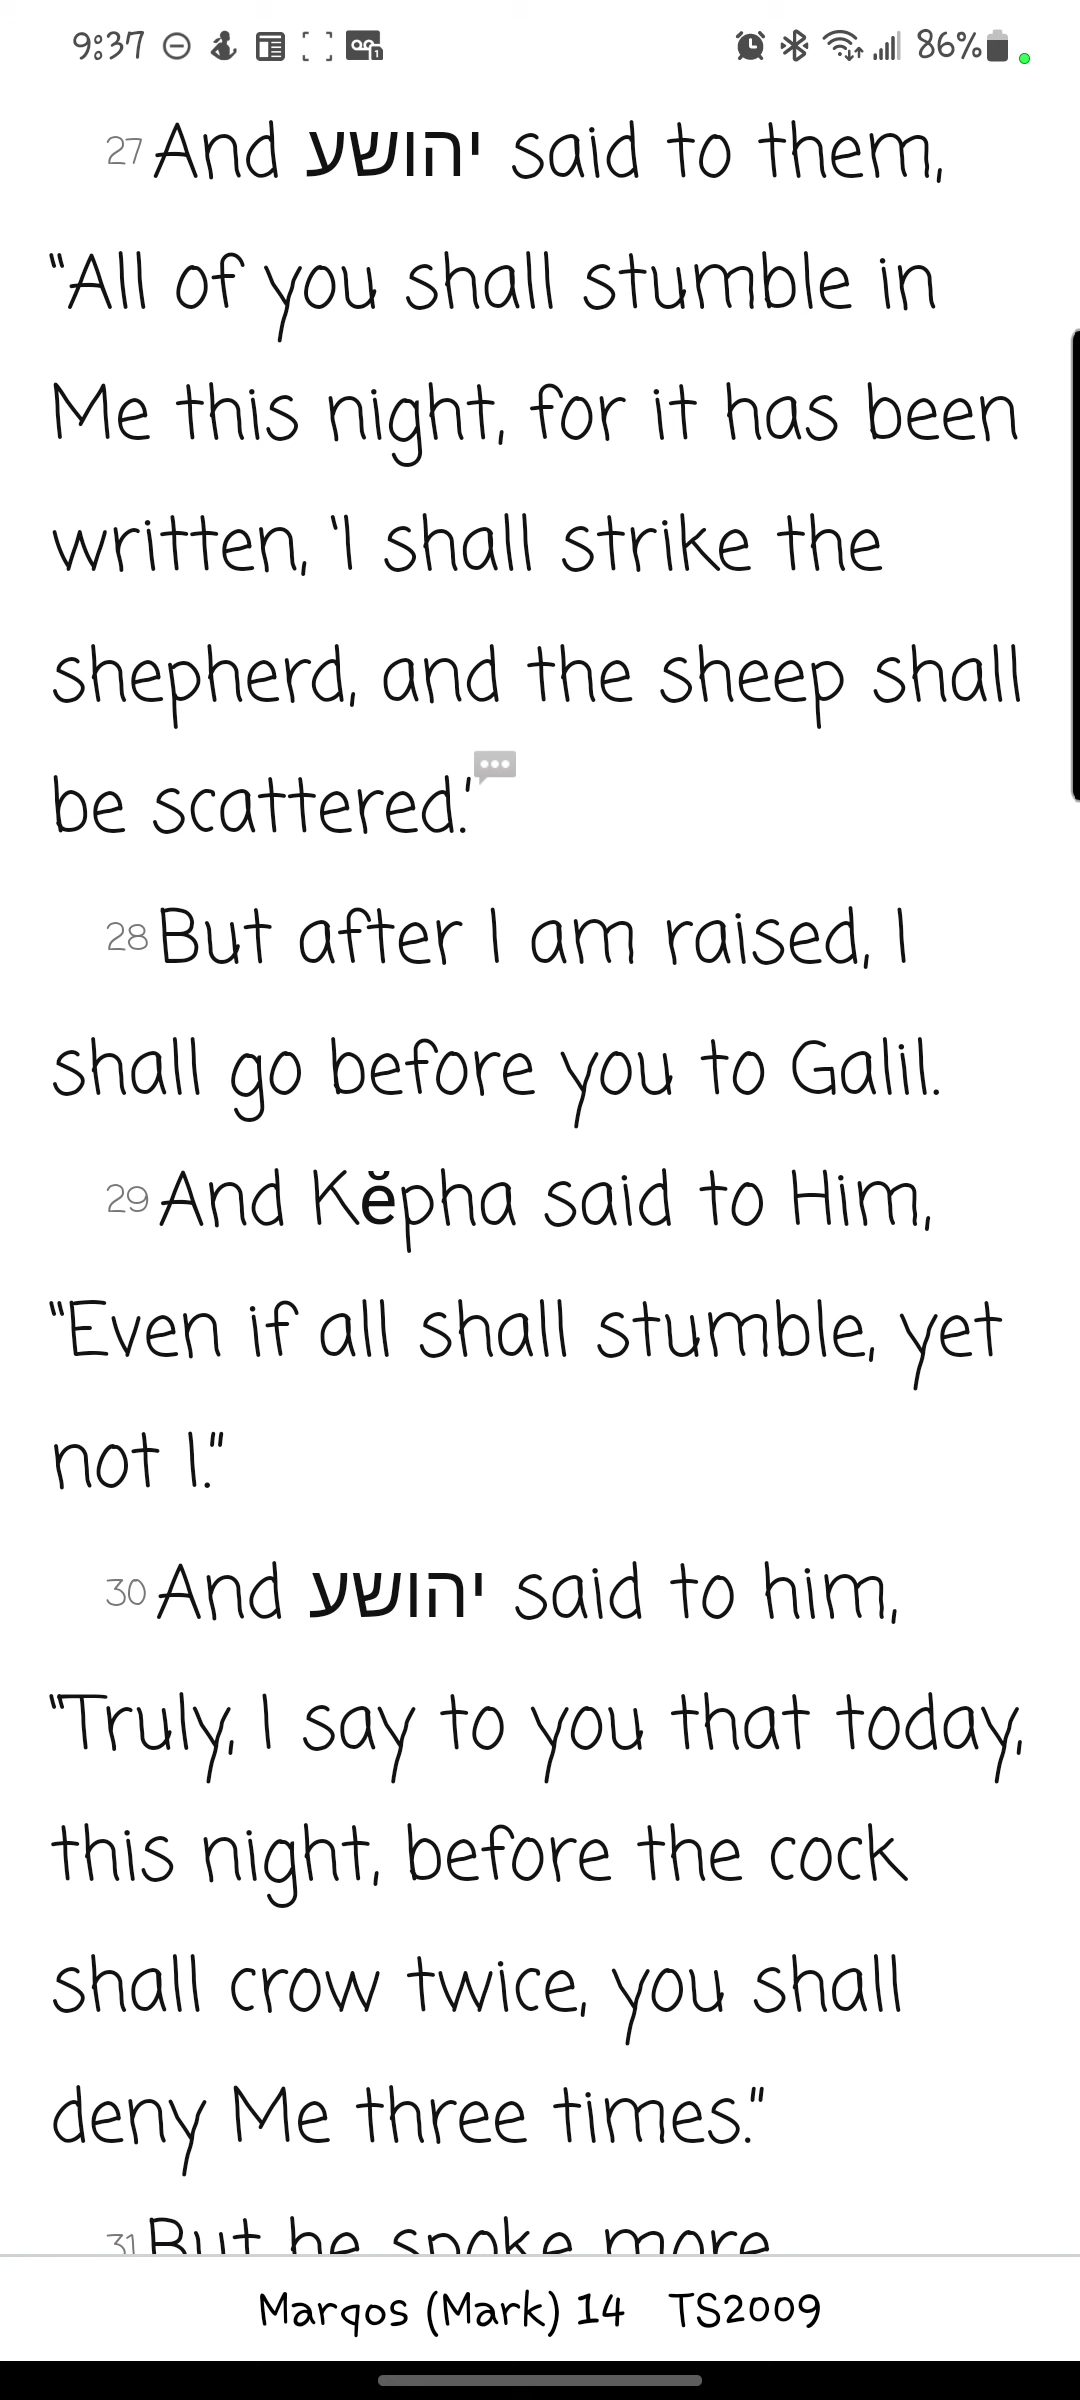 9:37 86%
27 And יהושע said to them,
"All of you shall stumble in
Me this night, for it has been
written, 'I shall strike the
shepherd, and the sheep shall
be scattered.'
28 But after I am raised, I
shall go before you to Galil.
29 And Kĕpha said to Him,
"Even if all shall stumble, yet
not I."
30 And יהושע said to him,
"Truly, I say to you that today,
this night, before the cock
shall crow twice, you shall
deny Me three times."
31 But he spoke more
Marqos (Mark) 14 TS2009